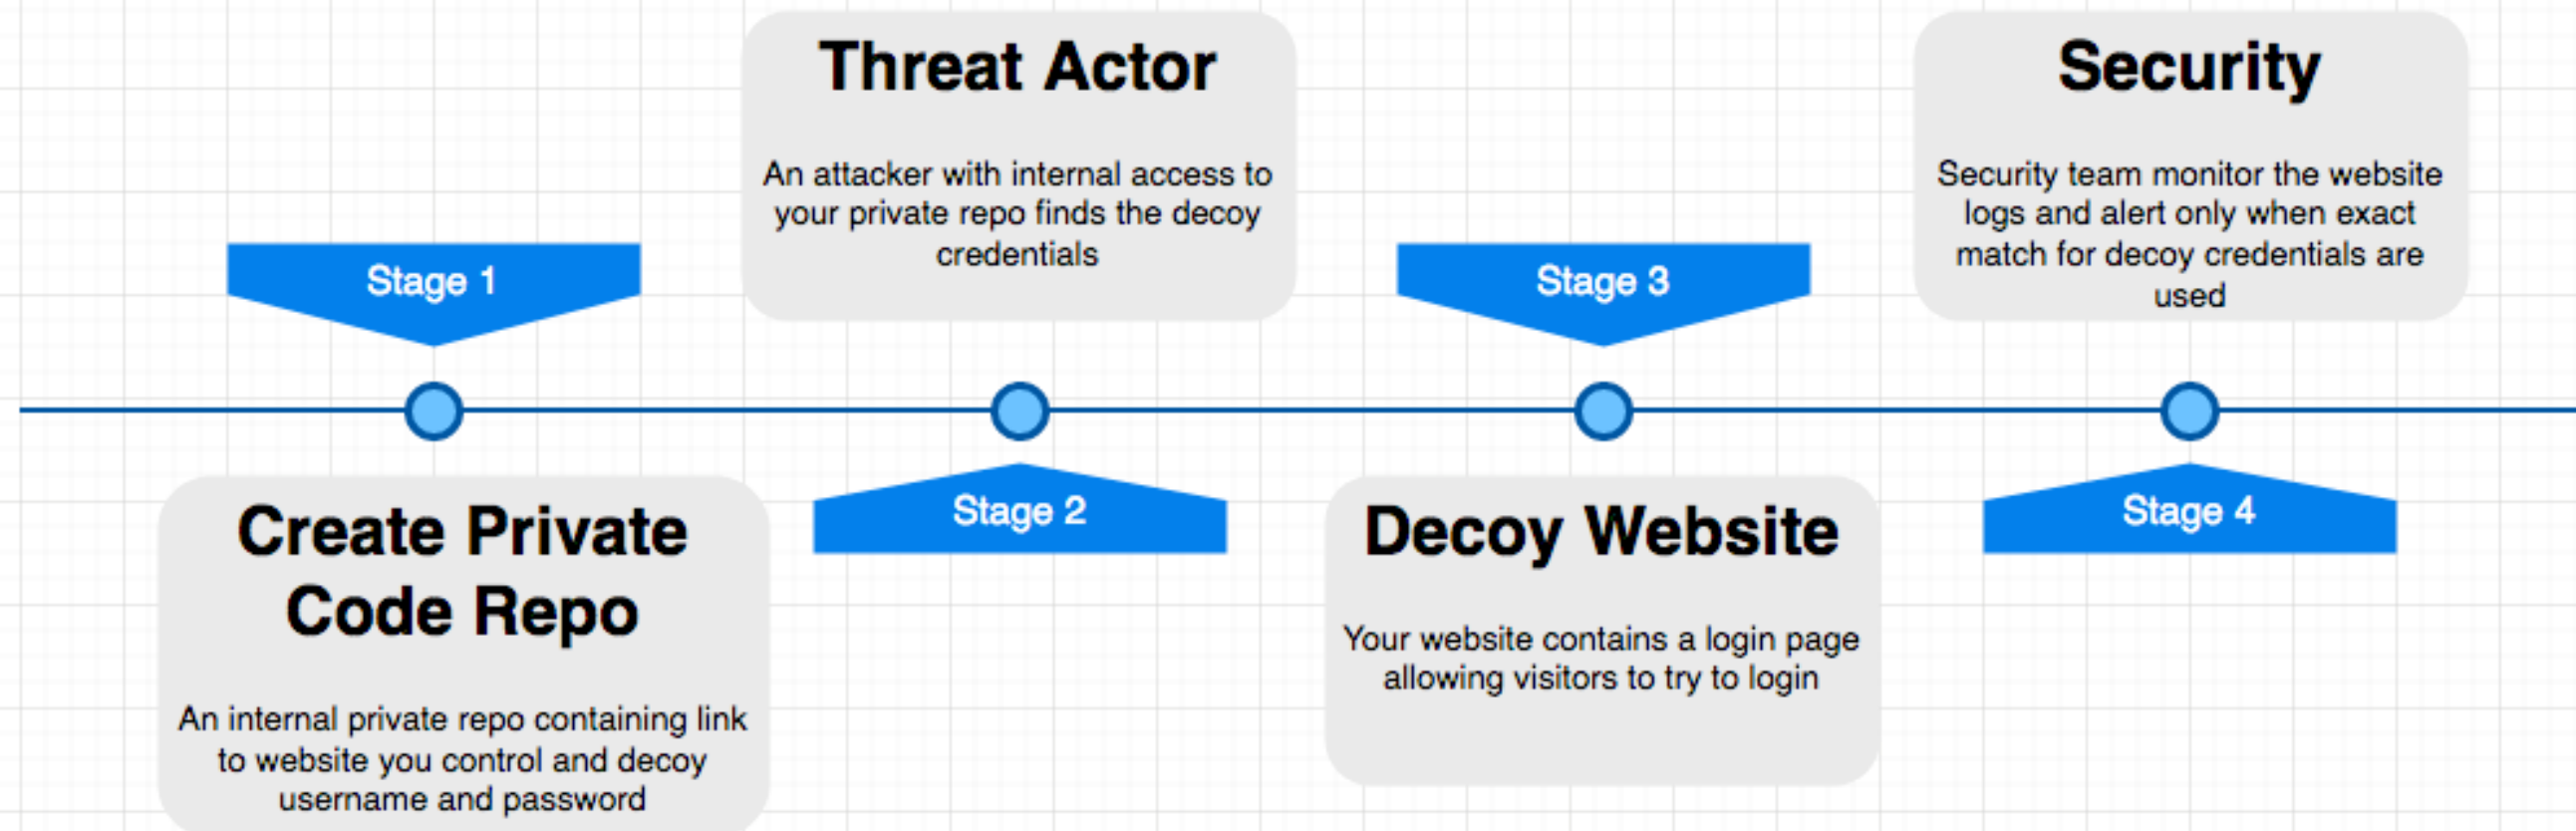 Stage 1
Create Private
Code Repo
An internal private repo containing link
to website you control and decoy
username and password
Threat Actor
An attacker with internal access to
your private repo finds the decoy
credentials
Stage 2
Stage 3
Decoy Website
Your website contains a login page
allowing visitors to try to login
Security
Security team monitor the website
logs and alert only when exact
match for decoy credentials are
used
Stage 4